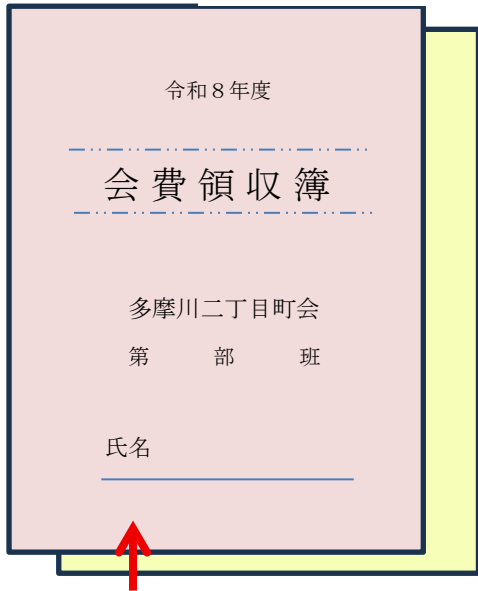 令和８年度
会費領収簿
多摩川二丁目町会
第　　部　　班
氏名